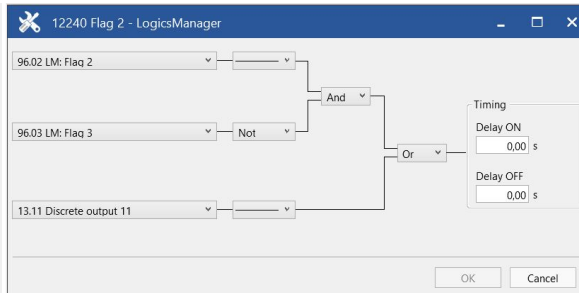 12240 Flag 2 - LogicsManager
96.02 LM: Flag 2
And
Timing
96.03 LM: Flag 3
Not
Delay ON
0,00 s
Or
Delay OFF
0,00 s
13.11 Discrete output 11
OK
Cancel